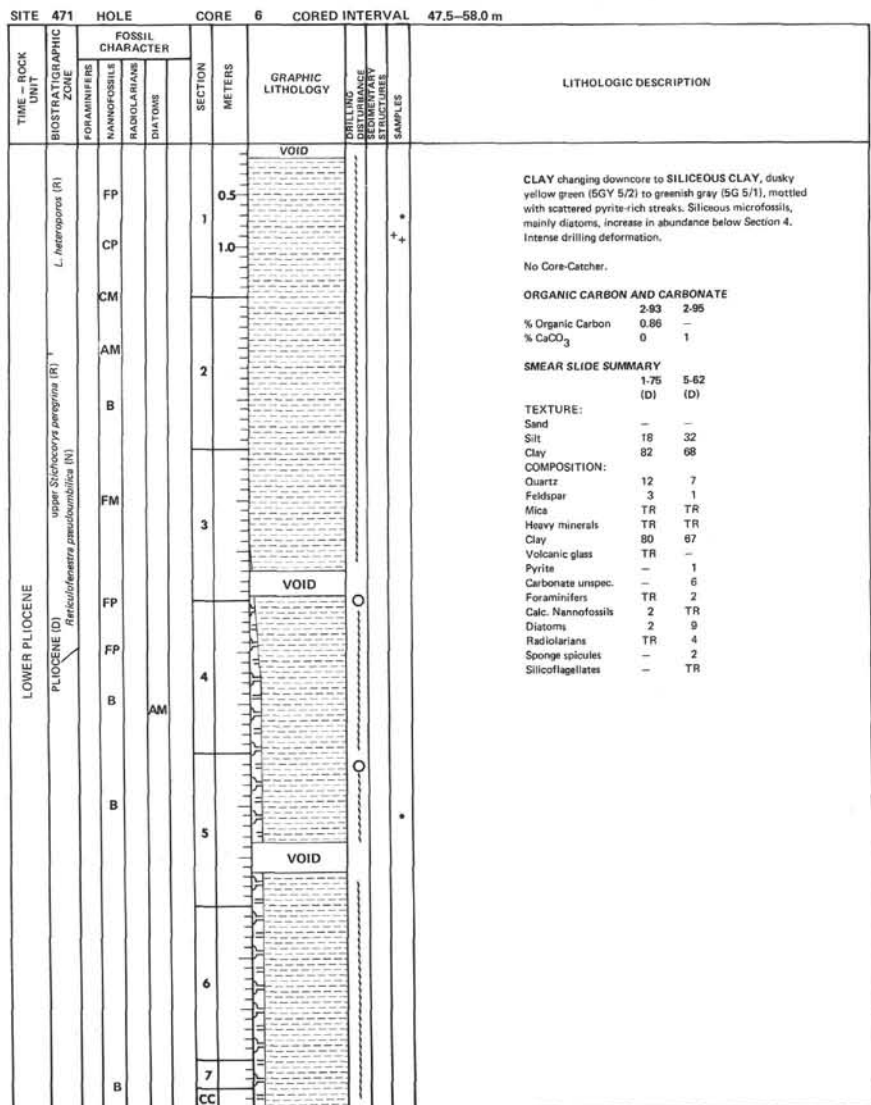 SITE 471 HOLE CORE 6 CORED INTERVAL 47.5–58.0 m
TIME – ROCK UNIT
BIOSTRATIGRAPHIC ZONE
FOSSIL CHARACTER
FORAMINIFERS
NANNOFOSSILS
RADIOLARIANS
DIATOMS
SECTION
METERS
GRAPHIC LITHOLOGY
DRILLING DISTURBANCE
SEDIMENTARY STRUCTURES
SAMPLES
LITHOLOGIC DESCRIPTION
LOWER PLIOCENE
PLIOCENE (D)
L. heteroporos (R)
upper Stichocorys peregrina (R)
Reticulofenestra pseudoumbilica (N)
FP
CP
CM
AM
B
FM
FP
FP
B
AM
B
B
1
0.5
1.0
2
3
4
5
6
7
CC
VOID
VOID
VOID
CLAY changing downcore to SILICEOUS CLAY, dusky
yellow green (5GY 5/2) to greenish gray (5G 5/1), mottled
with scattered pyrite-rich streaks. Siliceous microfossils,
mainly diatoms, increase in abundance below Section 4.
Intense drilling deformation.
No Core-Catcher.
ORGANIC CARBON AND CARBONATE
2-93 2-95
% Organic Carbon 0.86 –
% CaCO3 0 1
SMEAR SLIDE SUMMARY
1-75 5-62
(D) (D)
TEXTURE:
Sand – –
Silt 18 32
Clay 82 68
COMPOSITION:
Quartz 12 7
Feldspar 3 1
Mica TR TR
Heavy minerals TR TR
Clay 80 67
Volcanic glass TR –
Pyrite – 1
Carbonate unspec. – 6
Foraminifers TR 2
Calc. Nannofossils 2 TR
Diatoms 2 9
Radiolarians TR 4
Sponge spicules – 2
Silicoflagellates – TR